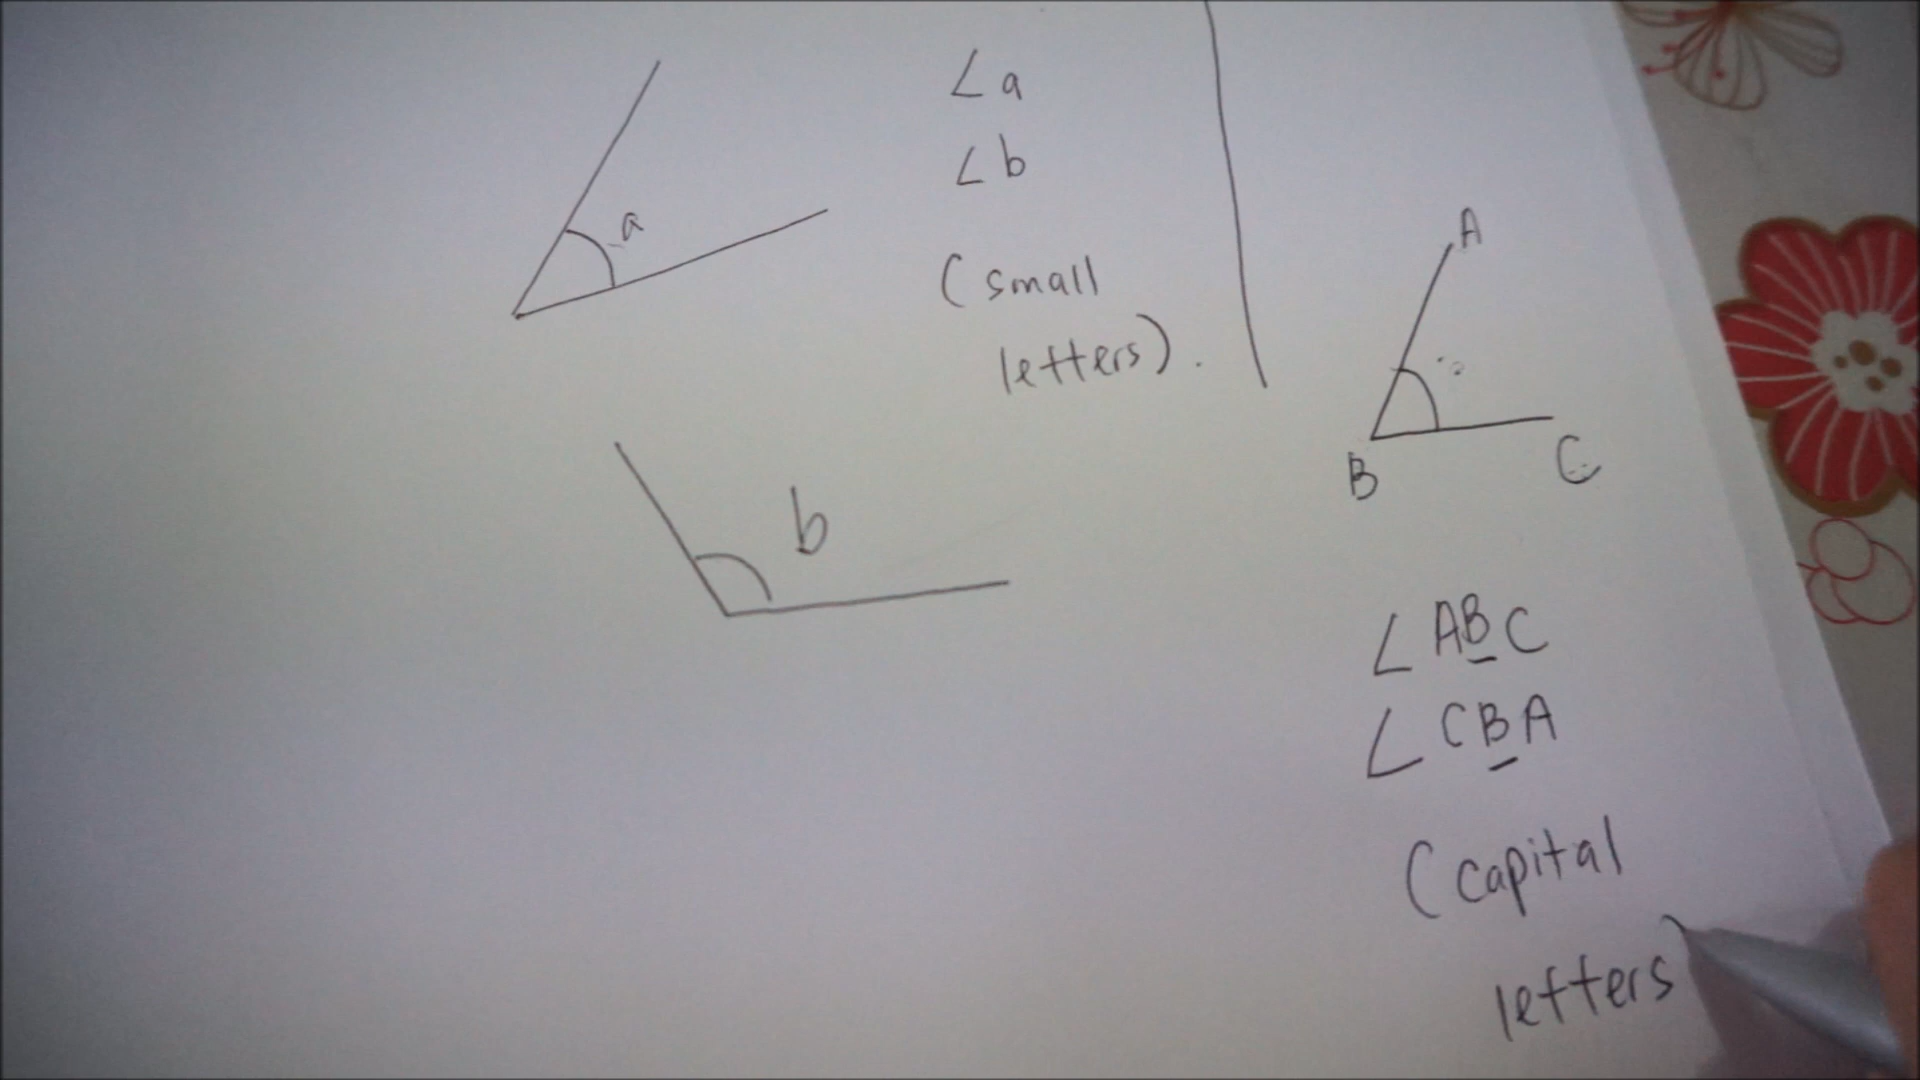 a
∠a
∠b
(small
letters).
b
A
B
C
∠ABC
∠CBA
(capital
letters)